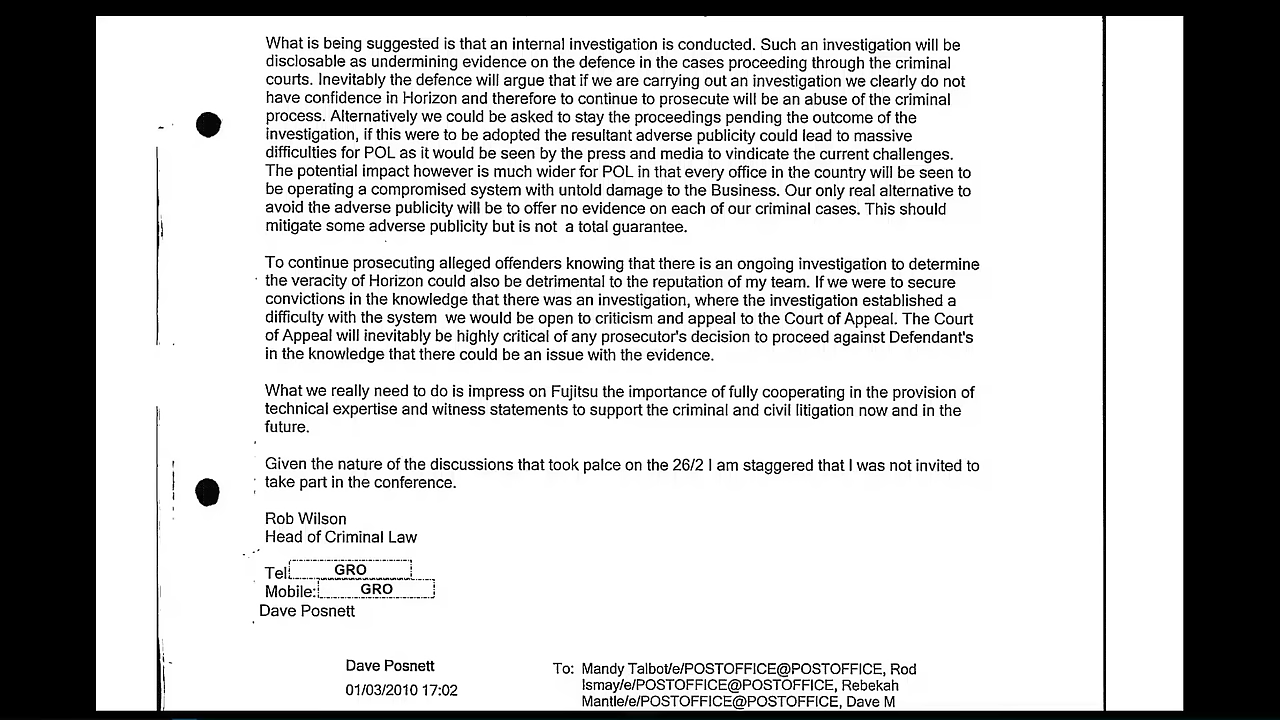 What is being suggested is that an internal investigation is conducted. Such an investigation will be
disclosable as undermining evidence on the defence in the cases proceeding through the criminal
courts. Inevitably the defence will argue that if we are carrying out an investigation we clearly do not
have confidence in Horizon and therefore to continue to prosecute will be an abuse of the criminal
process. Alternatively we could be asked to stay the proceedings pending the outcome of the
investigation, if this were to be adopted the resultant adverse publicity could lead to massive
difficulties for POL as it would be seen by the press and media to vindicate the current challenges.
The potential impact however is much wider for POL in that every office in the country will be seen to
be operating a compromised system with untold damage to the Business. Our only real alternative to
avoid the adverse publicity will be to offer no evidence on each of our criminal cases. This should
mitigate some adverse publicity but is not a total guarantee.
To continue prosecuting alleged offenders knowing that there is an ongoing investigation to determine
the veracity of Horizon could also be detrimental to the reputation of my team. If we were to secure
convictions in the knowledge that there was an investigation, where the investigation established a
difficulty with the system we would be open to criticism and appeal to the Court of Appeal. The Court
of Appeal will inevitably be highly critical of any prosecutor's decision to proceed against Defendant's
in the knowledge that there could be an issue with the evidence.
What we really need to do is impress on Fujitsu the importance of fully cooperating in the provision of
technical expertise and witness statements to support the criminal and civil litigation now and in the
future.
Given the nature of the discussions that took palce on the 26/2 I am staggered that I was not invited to
take part in the conference.
Rob Wilson
Head of Criminal Law
Tel GRO
Mobile: GRO
Dave Posnett
Dave Posnett
01/03/2010 17:02
To: Mandy Talbot/e/POSTOFFICE@POSTOFFICE, Rod
Ismay/e/POSTOFFICE@POSTOFFICE, Rebekah
Mantle/e/POSTOFFICE@POSTOFFICE, Dave M